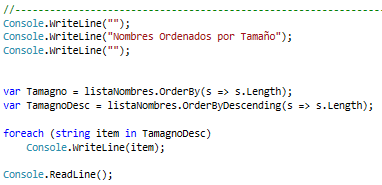 //------------------------------------------------------------------
Console.WriteLine("");
Console.WriteLine("Nombres Ordenados por Tamaño");
Console.WriteLine("");
var Tamagno = listaNombres.OrderBy(s => s.Length);
var TamagnoDesc = listaNombres.OrderByDescending(s => s.Length);
foreach (string item in TamagnoDesc)
Console.WriteLine(item);
Console.ReadLine();